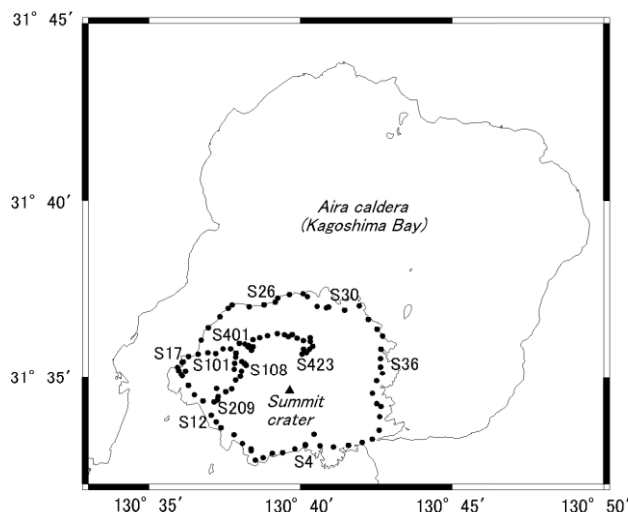 31° 45′
31° 40′
Aira caldera
(Kagoshima Bay)
S26
S30
S401
S17
S101
S108
S423
S36
31° 35′
S209
Summit
crater
S12
S4
130° 35′
130° 40′
130° 45′
130° 50′